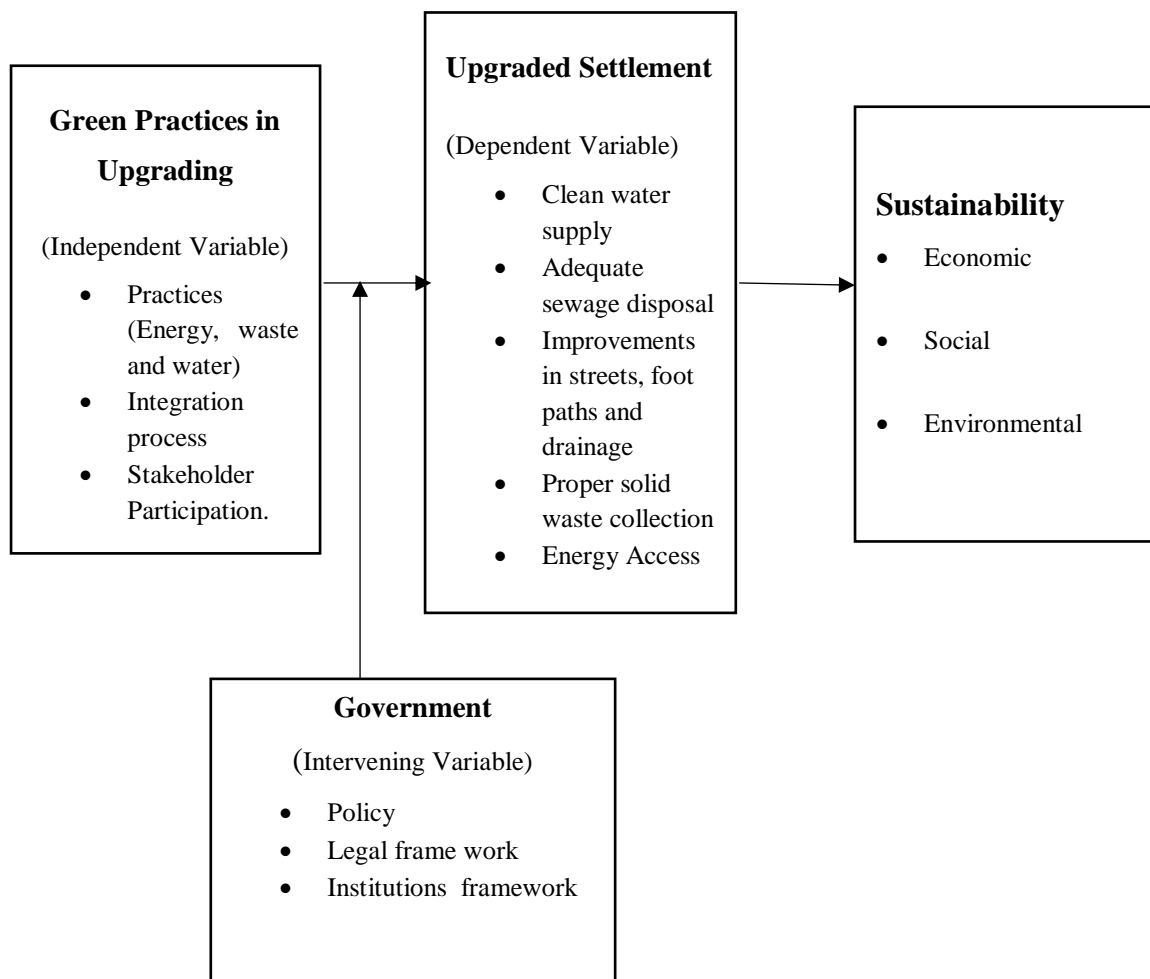 Green Practices in
Upgrading
(Independent Variable)
• Practices
(Energy, waste
and water)
• Integration
process
• Stakeholder
Participation.
Upgraded Settlement
(Dependent Variable)
• Clean water
supply
• Adequate
sewage disposal
• Improvements
in streets, foot
paths and
drainage
• Proper solid
waste collection
• Energy Access
Sustainability
• Economic
• Social
• Environmental
Government
(Intervening Variable)
• Policy
• Legal frame work
• Institutions framework